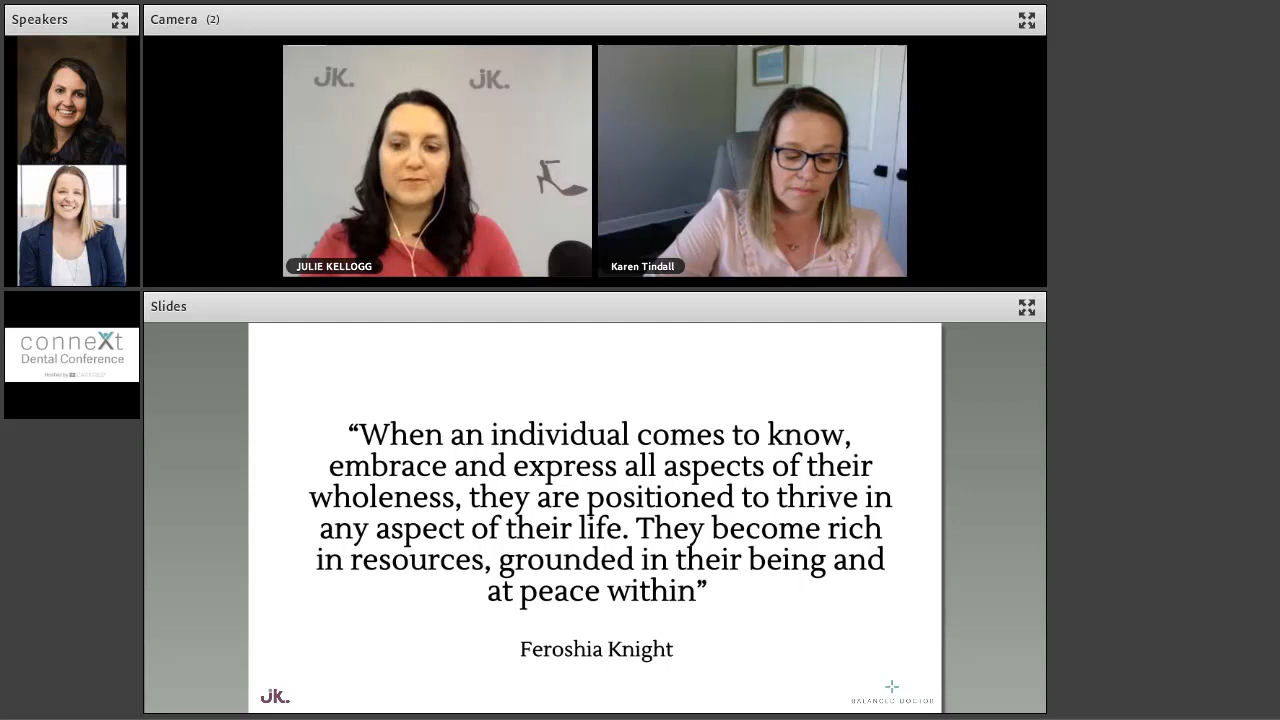 Speakers
Camera (2)
JK.
JK.
JULIE KELLOGG
Karen Tindall
conneXt
Dental Conference
Hosted by
Slides
“When an individual comes to know,
embrace and express all aspects of their
wholeness, they are positioned to thrive in
any aspect of their life. They become rich
in resources, grounded in their being and
at peace within”
Feroshia Knight
JK.
BALANCED DOCTOR